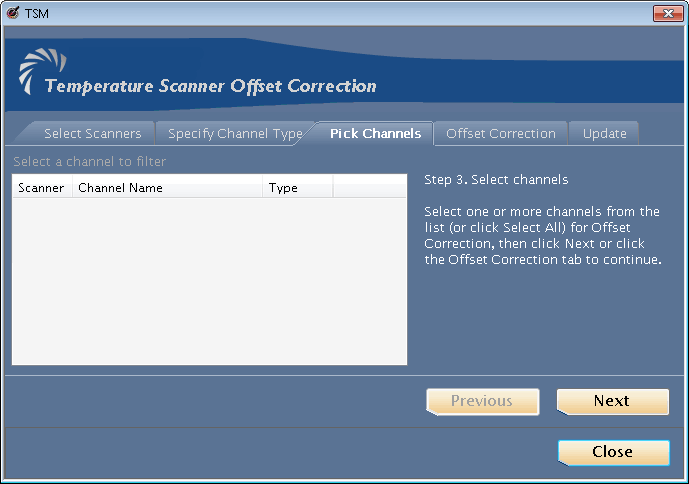 TSM
Temperature Scanner Offset Correction
Select Scanners Specify Channel Type Pick Channels Offset Correction Update
Select a channel to filter
Scanner Channel Name Type
Step 3. Select channels
Select one or more channels from the
list (or click Select All) for Offset
Correction, then click Next or click
the Offset Correction tab to continue.
Previous Next
Close